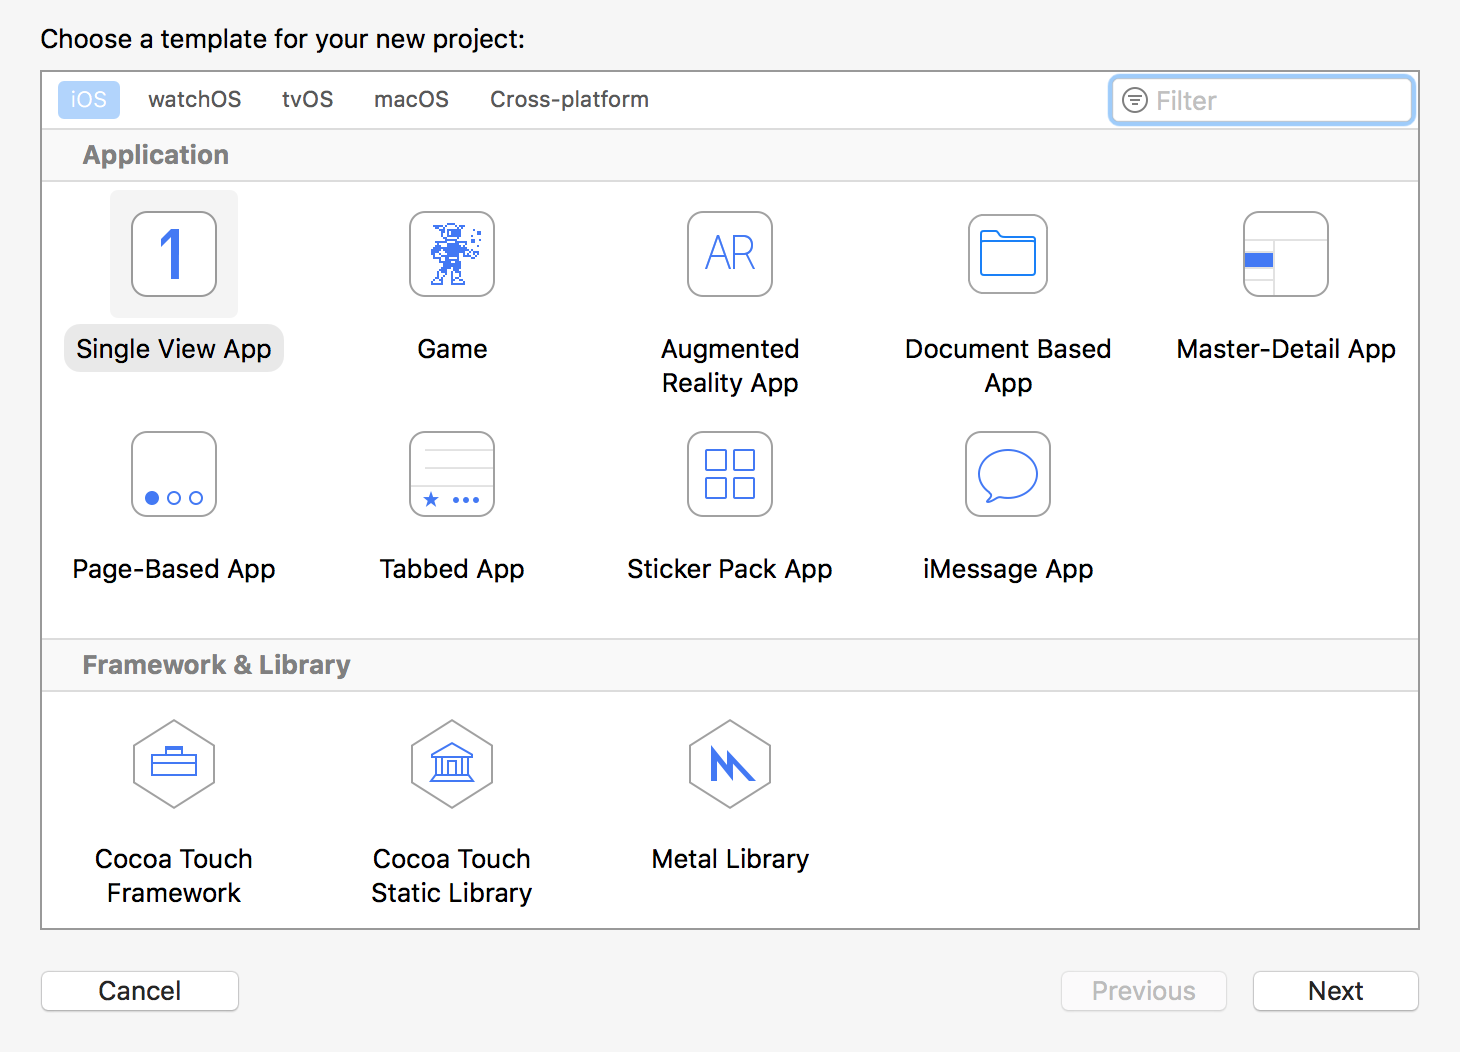 Choose a template for your new project:
iOS watchOS tvOS macOS Cross-platform Filter
Application
1 AR
Single View App Game Augmented Document Based Master-Detail App
Reality App App
Page-Based App Tabbed App Sticker Pack App iMessage App
Framework & Library
Cocoa Touch Cocoa Touch Metal Library
Framework Static Library
Cancel Previous Next